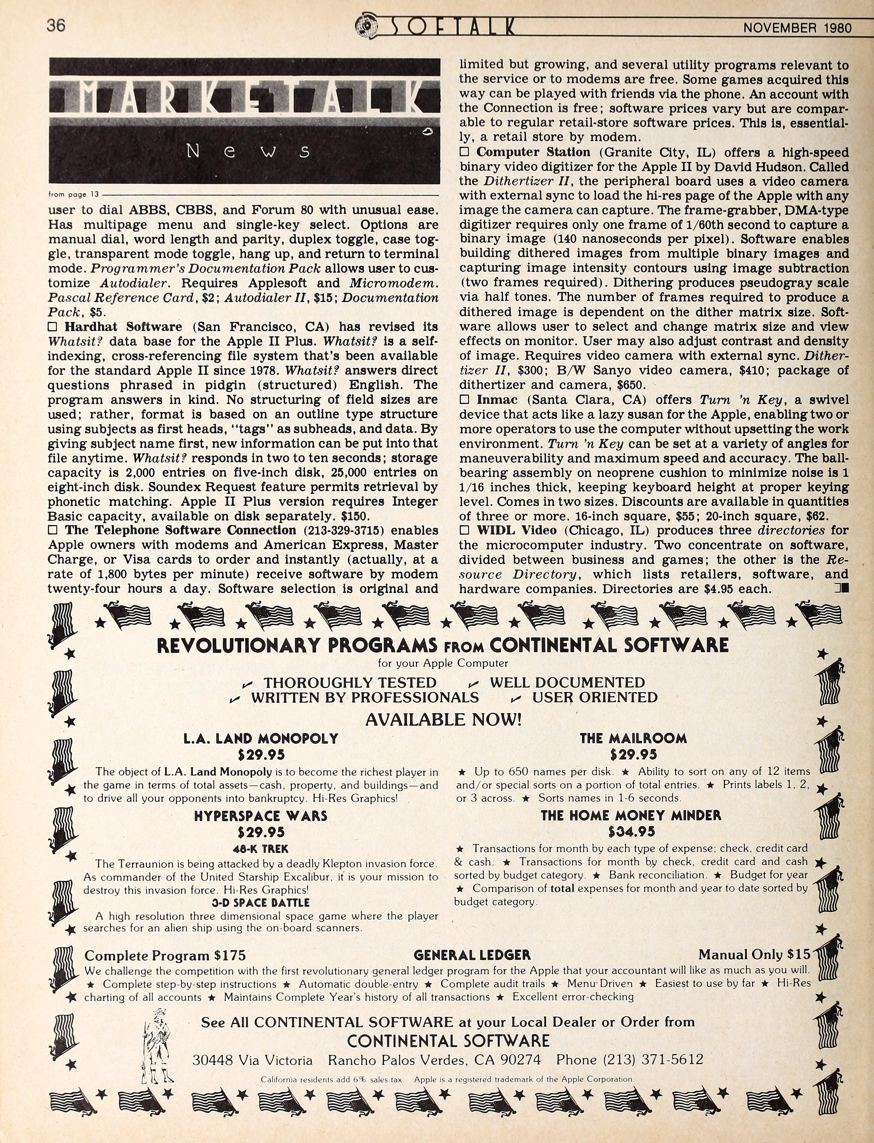 36
SOFTALK
NOVEMBER 1980
MARKETALK
News
from page 13
user to dial ABBS, CBBS, and Forum 80 with unusual ease.
Has multipage menu and single-key select. Options are
manual dial, word length and parity, duplex toggle, case tog-
gle, transparent mode toggle, hang up, and return to terminal
mode. Programmer's Documentation Pack allows user to cus-
tomize Autodialer. Requires Applesoft and Micromodem.
Pascal Reference Card, $2; Autodialer II, $15; Documentation
Pack, $5.
□ Hardhat Software (San Francisco, CA) has revised its
Whatsit? data base for the Apple II Plus. Whatsit? is a self-
indexing, cross-referencing file system that's been available
for the standard Apple II since 1978. Whatsit? answers direct
questions phrased in pidgin (structured) English. The
program answers in kind. No structuring of field sizes are
used; rather, format is based on an outline type structure
using subjects as first heads, "tags" as subheads, and data. By
giving subject name first, new information can be put into that
file anytime. Whatsit? responds in two to ten seconds; storage
capacity is 2,000 entries on five-inch disk, 25,000 entries on
eight-inch disk. Soundex Request feature permits retrieval by
phonetic matching. Apple II Plus version requires Integer
Basic capacity, available on disk separately. $150.
□ The Telephone Software Connection (213-329-3715) enables
Apple owners with modems and American Express, Master
Charge, or Visa cards to order and instantly (actually, at a
rate of 1,800 bytes per minute) receive software by modem
twenty-four hours a day. Software selection is original and
limited but growing, and several utility programs relevant to
the service or to modems are free. Some games acquired this
way can be played with friends via the phone. An account with
the Connection is free; software prices vary but are compar-
able to regular retail-store software prices. This is, essential-
ly, a retail store by modem.
□ Computer Station (Granite City, IL) offers a high-speed
binary video digitizer for the Apple II by David Hudson. Called
the Dithertizer II, the peripheral board uses a video camera
with external sync to load the hi-res page of the Apple with any
image the camera can capture. The frame-grabber, DMA-type
digitizer requires only one frame of 1/60th second to capture a
binary image (140 nanoseconds per pixel). Software enables
building dithered images from multiple binary images and
capturing image intensity contours using image subtraction
(two frames required). Dithering produces pseudogray scale
via half tones. The number of frames required to produce a
dithered image is dependent on the dither matrix size. Soft-
ware allows user to select and change matrix size and view
effects on monitor. User may also adjust contrast and density
of image. Requires video camera with external sync. Dither-
tizer II, $300; B/W Sanyo video camera, $410; package of
dithertizer and camera, $650.
□ Inmac (Santa Clara, CA) offers Turn 'n Key, a swivel
device that acts like a lazy susan for the Apple, enabling two or
more operators to use the computer without upsetting the work
environment. Turn 'n Key can be set at a variety of angles for
maneuverability and maximum speed and accuracy. The ball-
bearing assembly on neoprene cushion to minimize noise is 1
1/16 inches thick, keeping keyboard height at proper keying
level. Comes in two sizes. Discounts are available in quantities
of three or more. 16-inch square, $55; 20-inch square, $62.
□ WIDL Video (Chicago, IL) produces three directories for
the microcomputer industry. Two concentrate on software,
divided between business and games; the other is the Re-
source Directory, which lists retailers, software, and
hardware companies. Directories are $4.95 each.
REVOLUTIONARY PROGRAMS FROM CONTINENTAL SOFTWARE
for your Apple Computer
✓ THOROUGHLY TESTED ✓ WELL DOCUMENTED
✓ WRITTEN BY PROFESSIONALS ✓ USER ORIENTED
AVAILABLE NOW!
L.A. LAND MONOPOLY
$29.95
The object of L.A. Land Monopoly is to become the richest player in
the game in terms of total assets—cash, property, and buildings—and
to drive all your opponents into bankruptcy. Hi-Res Graphics!
HYPERSPACE WARS
$29.95
48-K TREK
The Terraunion is being attacked by a deadly Klepton invasion force.
As commander of the United Starship Excalibur, it is your mission to
destroy this invasion force. Hi-Res Graphics!
3-D SPACE BATTLE
A high resolution three dimensional space game where the player
searches for an alien ship using the on-board scanners.
THE MAILROOM
$29.95
★ Up to 650 names per disk. ★ Ability to sort on any of 12 items
and/or special sorts on a portion of total entries. ★ Prints labels 1, 2,
or 3 across. ★ Sorts names in 1-6 seconds.
THE HOME MONEY MINDER
$34.95
★ Transactions for month by each type of expense; check, credit card
& cash. ★ Transactions for month by check, credit card and cash
sorted by budget category. ★ Bank reconciliation. ★ Budget for year
★ Comparison of total expenses for month and year to date sorted by
budget category.
Complete Program $175 GENERAL LEDGER Manual Only $15
We challenge the competition with the first revolutionary general ledger program for the Apple that your accountant will like as much as you will.
★ Complete step-by-step instructions ★ Automatic double-entry ★ Complete audit trails ★ Menu Driven ★ Easiest to use by far ★ Hi-Res
charting of all accounts ★ Maintains Complete Year's history of all transactions ★ Excellent error-checking
See All CONTINENTAL SOFTWARE at your Local Dealer or Order from
CONTINENTAL SOFTWARE
30448 Via Victoria Rancho Palos Verdes, CA 90274 Phone (213) 371-5612
California residents add 6% sales tax. Apple is a registered trademark of the Apple Corporation